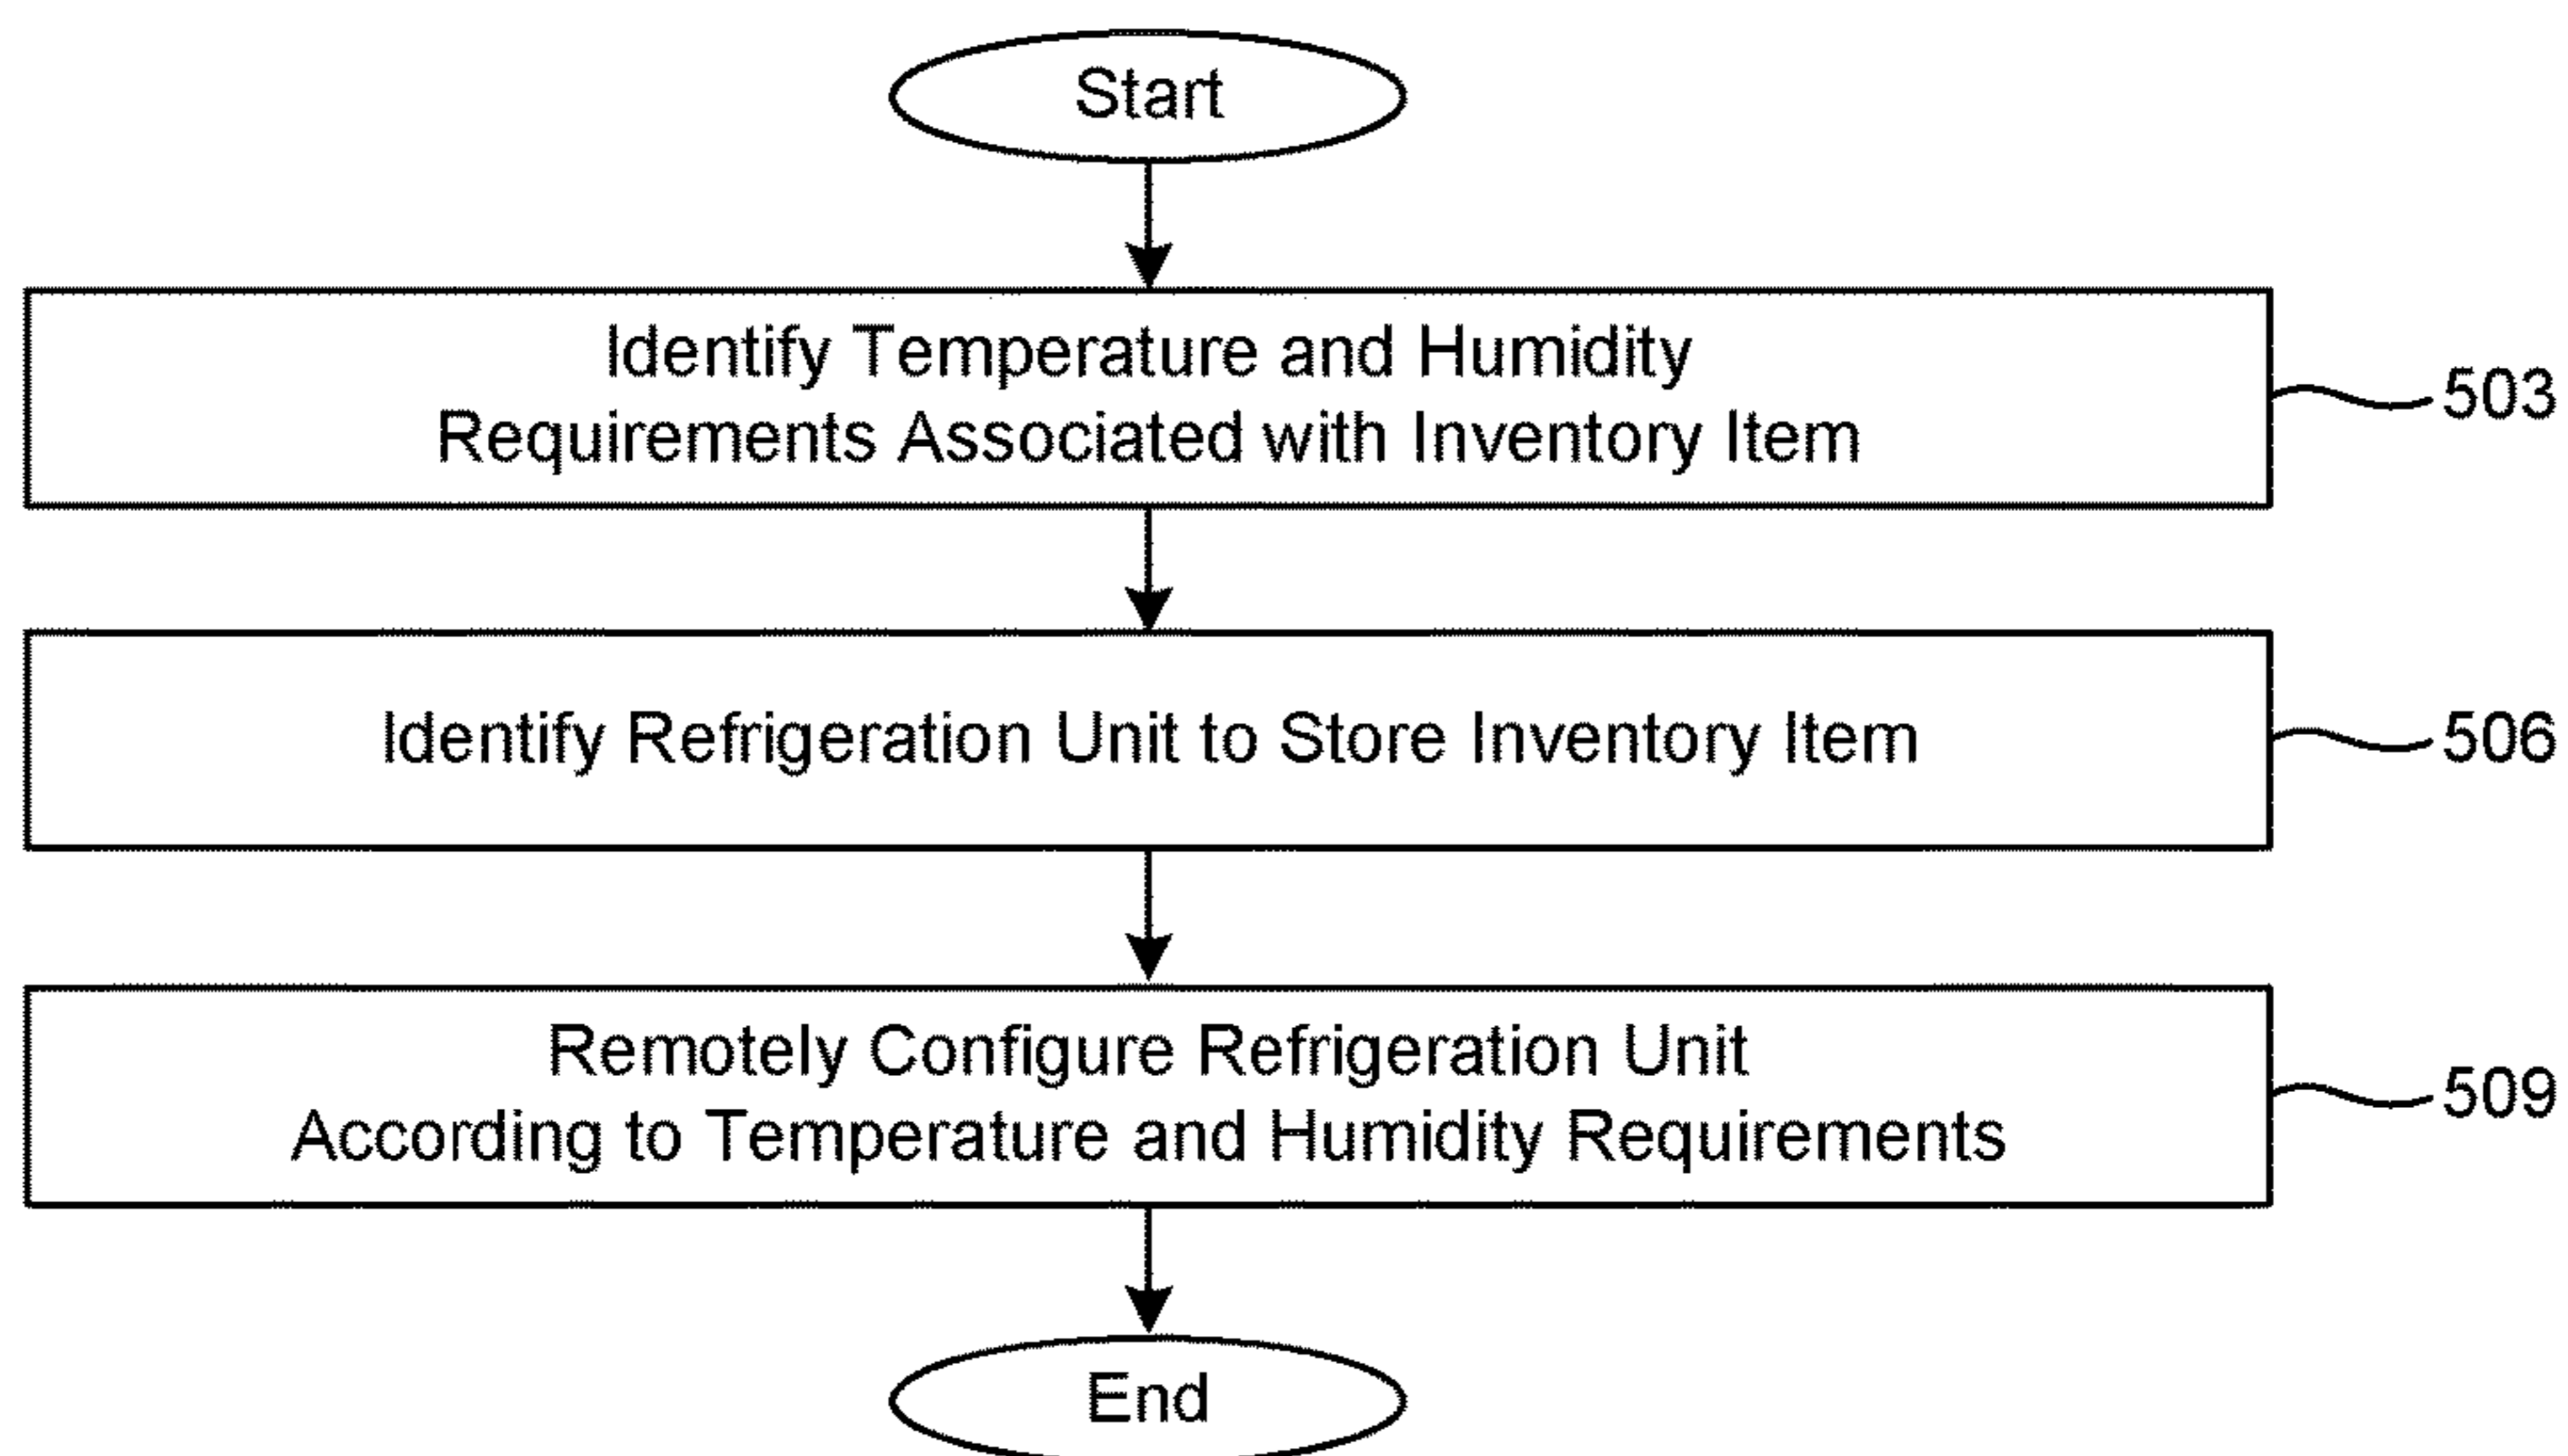 Start
Identify Temperature and Humidity
Requirements Associated with Inventory Item
503
Identify Refrigeration Unit to Store Inventory Item
506
Remotely Configure Refrigeration Unit
According to Temperature and Humidity Requirements
509
End